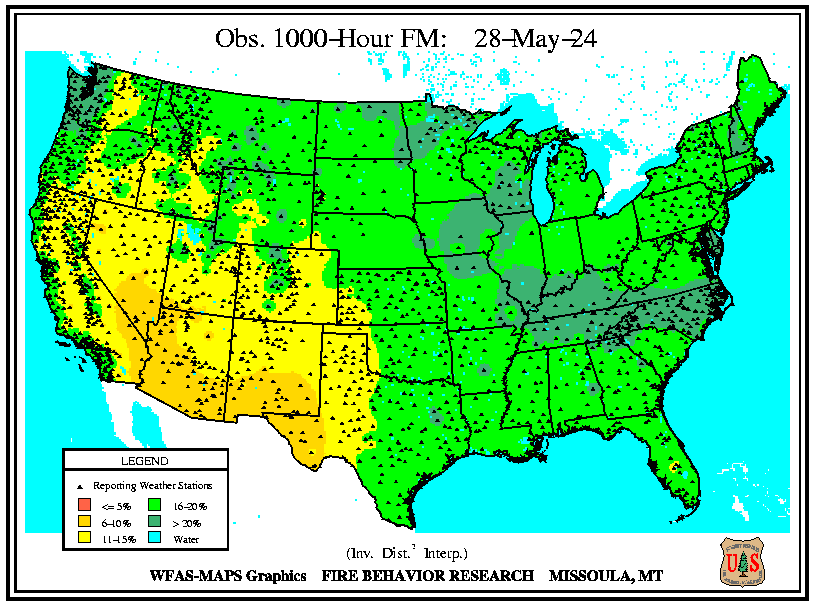 Obs. 1000-Hour FM: 28-May-24
LEGEND
Reporting Weather Stations
<= 5% 16-20%
6-10% > 20%
11-15% Water
(Inv. Dist.² Interp.)
WFAS-MAPS Graphics FIRE BEHAVIOR RESEARCH MISSOULA, MT
U S